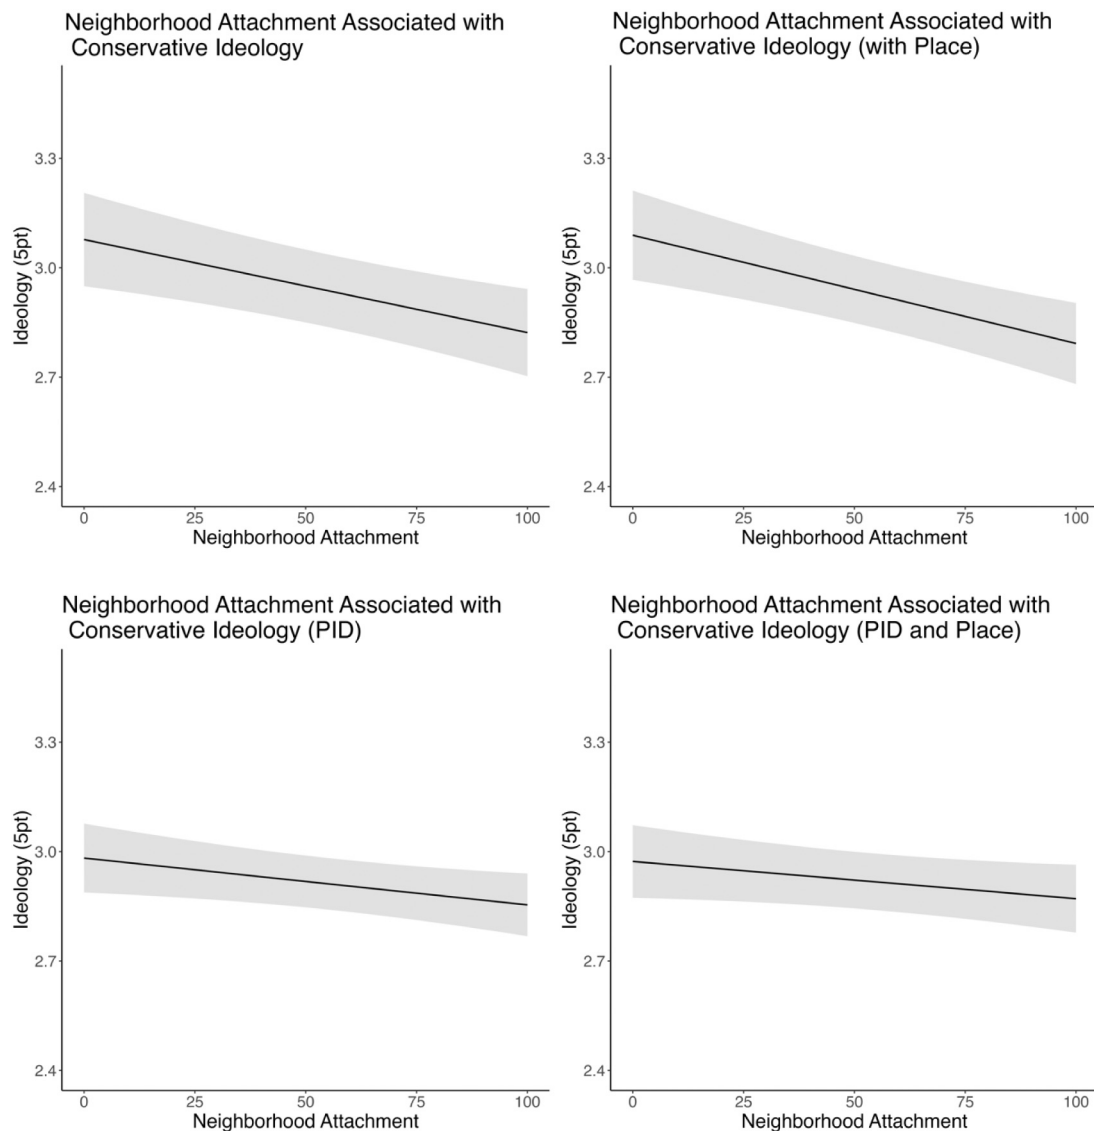 Neighborhood Attachment Associated with
Conservative Ideology
3.3
3.0
2.7
2.4
Ideology (5pt)
0 25 50 75 100
Neighborhood Attachment
Neighborhood Attachment Associated with
Conservative Ideology (with Place)
3.3
3.0
2.7
2.4
Ideology (5pt)
0 25 50 75 100
Neighborhood Attachment
Neighborhood Attachment Associated with
Conservative Ideology (PID)
3.3
3.0
2.7
2.4
Ideology (5pt)
0 25 50 75 100
Neighborhood Attachment
Neighborhood Attachment Associated with
Conservative Ideology (PID and Place)
3.3
3.0
2.7
2.4
Ideology (5pt)
0 25 50 75 100
Neighborhood Attachment